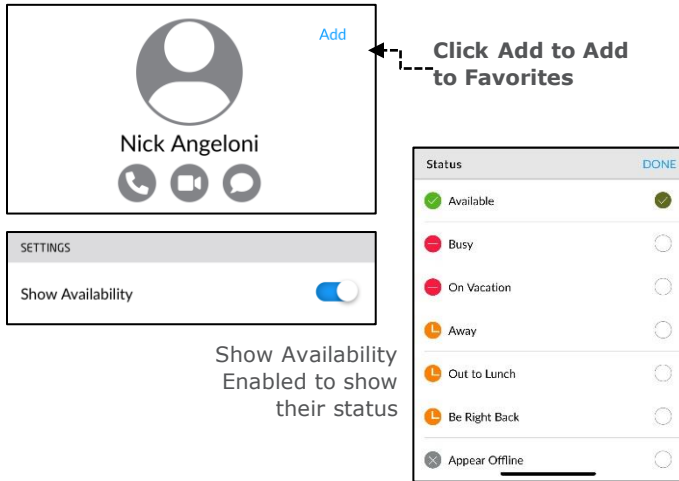 Add
Click Add to Add
to Favorites
Nick Angeloni
SETTINGS
Show Availability
Show Availability
Enabled to show
their status
Status DONE
Available
Busy
On Vacation
Away
Out to Lunch
Be Right Back
Appear Offline